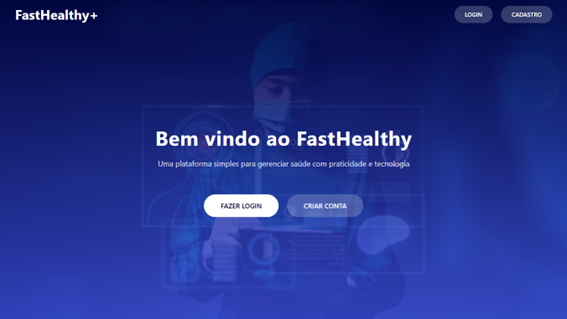 FastHealthy+
LOGIN
CADASTRO
Bem vindo ao FastHealthy
Uma plataforma simples para gerenciar saúde com praticidade e tecnologia
FAZER LOGIN
CRIAR CONTA